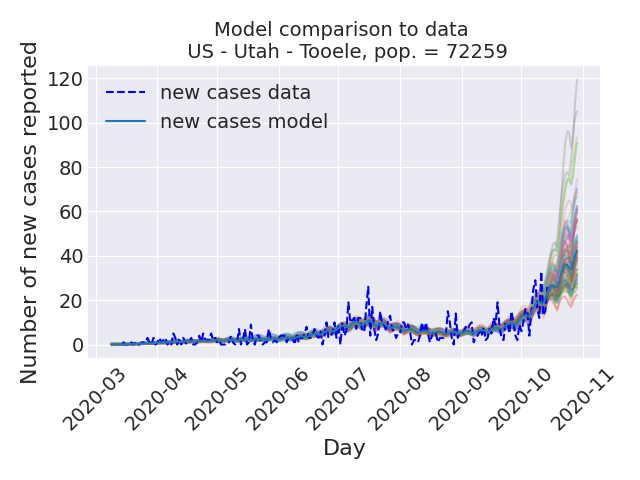 Model comparison to data
US - Utah - Tooele, pop. = 72259
Number of new cases reported
120
100
80
60
40
20
0
new cases data
new cases model
2020-03
2020-04
2020-05
2020-06
2020-07
2020-08
2020-09
2020-10
2020-11
Day